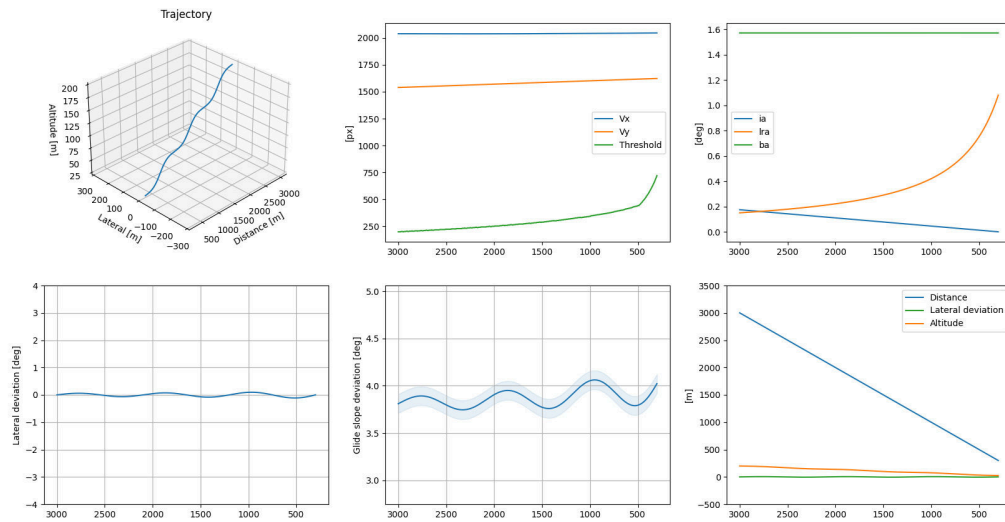 Trajectory
Altitude [m]
200
175
150
125
100
75
50
25
300
200
100
0
−100
−200
−300
Lateral [m]
500
1000
1500
2000
2500
3000
Distance [m]
[px]
2000
1750
1500
1250
1000
750
500
250
Vx
Vy
Threshold
3000 2500 2000 1500 1000 500
[deg]
1.6
1.4
1.2
1.0
0.8
0.6
0.4
0.2
0.0
ia
lra
ba
3000 2500 2000 1500 1000 500
Lateral deviation [deg]
4
3
2
1
0
−1
−2
−3
−4
3000 2500 2000 1500 1000 500
Glide slope deviation [deg]
5.0
4.5
4.0
3.5
3.0
3000 2500 2000 1500 1000 500
[m]
3500
3000
2500
2000
1500
1000
500
0
−500
Distance
Lateral deviation
Altitude
3000 2500 2000 1500 1000 500